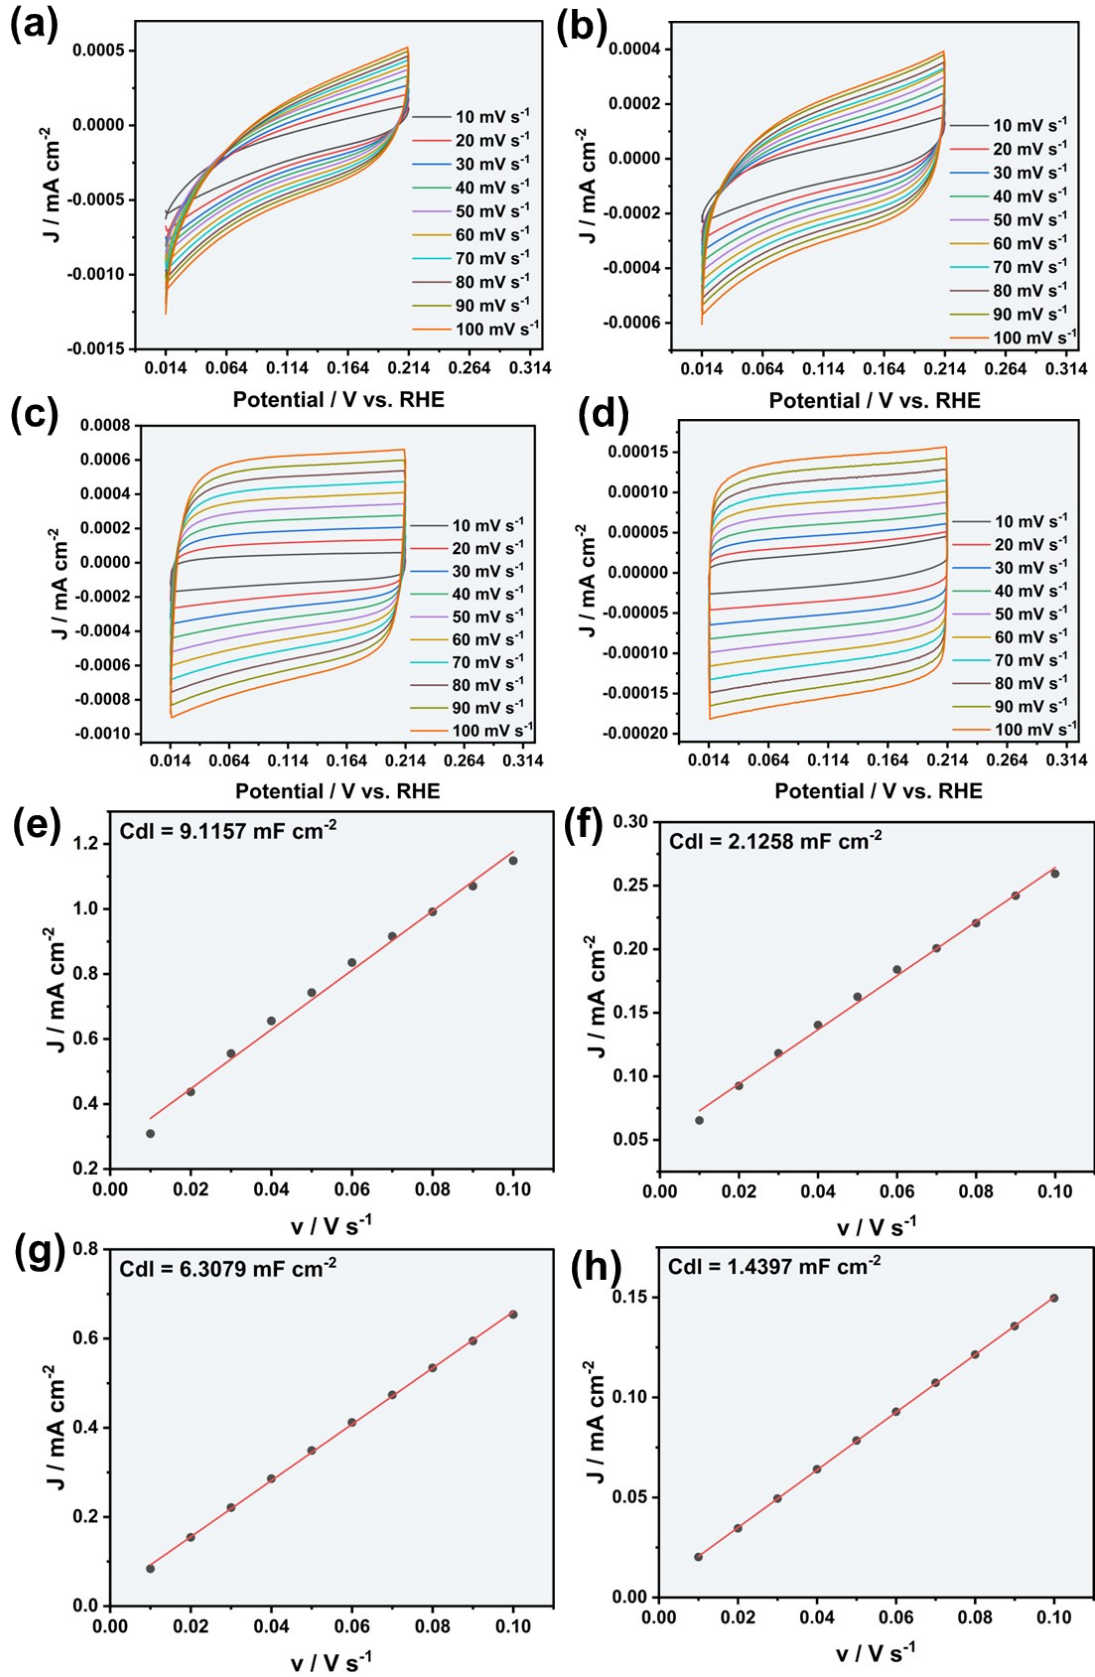 (a)
0.0005
0.0000
-0.0005
-0.0010
-0.0015
J / mA cm-2
10 mV s-1
20 mV s-1
30 mV s-1
40 mV s-1
50 mV s-1
60 mV s-1
70 mV s-1
80 mV s-1
90 mV s-1
100 mV s-1
0.014 0.064 0.114 0.164 0.214 0.264 0.314
Potential / V vs. RHE
(b)
0.0004
0.0002
0.0000
-0.0002
-0.0004
-0.0006
J / mA cm-2
10 mV s-1
20 mV s-1
30 mV s-1
40 mV s-1
50 mV s-1
60 mV s-1
70 mV s-1
80 mV s-1
90 mV s-1
100 mV s-1
0.014 0.064 0.114 0.164 0.214 0.264 0.314
Potential / V vs. RHE
(c)
0.0008
0.0006
0.0004
0.0002
0.0000
-0.0002
-0.0004
-0.0006
-0.0008
-0.0010
J / mA cm-2
10 mV s-1
20 mV s-1
30 mV s-1
40 mV s-1
50 mV s-1
60 mV s-1
70 mV s-1
80 mV s-1
90 mV s-1
100 mV s-1
0.014 0.064 0.114 0.164 0.214 0.264 0.314
Potential / V vs. RHE
(d)
0.00015
0.00010
0.00005
0.00000
-0.00005
-0.00010
-0.00015
-0.00020
J / mA cm-2
10 mV s-1
20 mV s-1
30 mV s-1
40 mV s-1
50 mV s-1
60 mV s-1
70 mV s-1
80 mV s-1
90 mV s-1
100 mV s-1
0.014 0.064 0.114 0.164 0.214 0.264 0.314
Potential / V vs. RHE
(e)
Cdl = 9.1157 mF cm-2
1.2
1.0
0.8
0.6
0.4
0.2
J / mA cm-2
0.00 0.02 0.04 0.06 0.08 0.10
v / V s-1
(f)
Cdl = 2.1258 mF cm-2
0.30
0.25
0.20
0.15
0.10
0.05
J / mA cm-2
0.00 0.02 0.04 0.06 0.08 0.10
v / V s-1
(g)
Cdl = 6.3079 mF cm-2
0.8
0.6
0.4
0.2
0.0
J / mA cm-2
0.00 0.02 0.04 0.06 0.08 0.10
v / V s-1
(h)
Cdl = 1.4397 mF cm-2
0.15
0.10
0.05
0.00
J / mA cm-2
0.00 0.02 0.04 0.06 0.08 0.10
v / V s-1